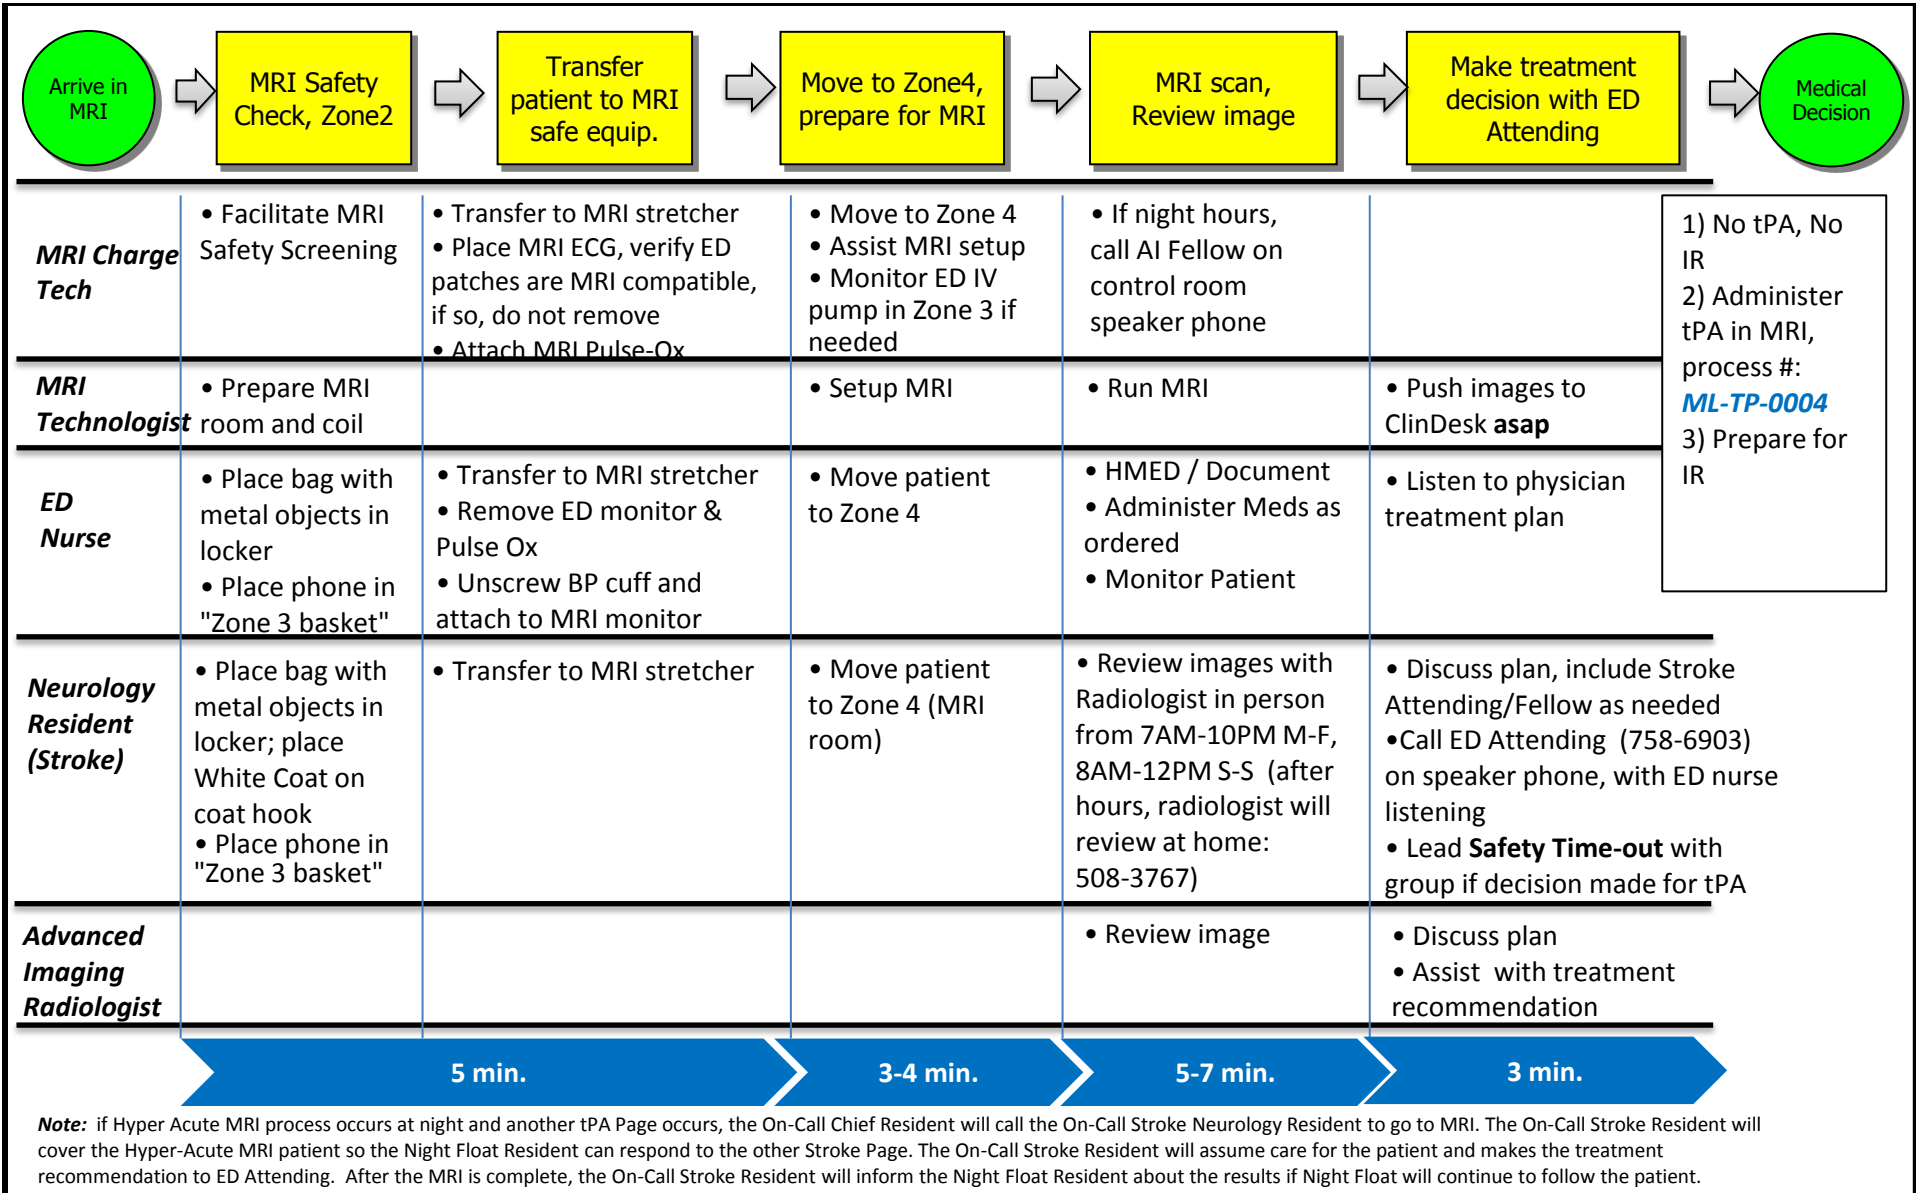 Arrive in
MRI
MRI Safety
Check, Zone2
Transfer
patient to MRI
safe equip.
Move to Zone4,
prepare for MRI
MRI scan,
Review image
Make treatment
decision with ED
Attending
Medical
Decision
MRI Charge
Tech
• Facilitate MRI
Safety Screening
• Transfer to MRI stretcher
• Place MRI ECG, verify ED
patches are MRI compatible,
if so, do not remove
• Attach MRI Pulse-Ox
• Move to Zone 4
• Assist MRI setup
• Monitor ED IV
pump in Zone 3 if
needed
• If night hours,
call AI Fellow on
control room
speaker phone
1) No tPA, No
IR
2) Administer
tPA in MRI,
process #:
ML-TP-0004
3) Prepare for
IR
MRI
Technologist
• Prepare MRI
room and coil
• Setup MRI
• Run MRI
• Push images to
ClinDesk asap
ED
Nurse
• Place bag with
metal objects in
locker
• Place phone in
"Zone 3 basket"
• Transfer to MRI stretcher
• Remove ED monitor &
Pulse Ox
• Unscrew BP cuff and
attach to MRI monitor
• Move patient
to Zone 4
• HMED / Document
• Administer Meds as
ordered
• Monitor Patient
• Listen to physician
treatment plan
Neurology
Resident
(Stroke)
• Place bag with
metal objects in
locker; place
White Coat on
coat hook
• Place phone in
"Zone 3 basket"
• Transfer to MRI stretcher
• Move patient
to Zone 4 (MRI
room)
• Review images with
Radiologist in person
from 7AM-10PM M-F,
8AM-12PM S-S (after
hours, radiologist will
review at home:
508-3767)
• Discuss plan, include Stroke
Attending/Fellow as needed
•Call ED Attending (758-6903)
on speaker phone, with ED nurse
listening
• Lead Safety Time-out with
group if decision made for tPA
Advanced
Imaging
Radiologist
• Review image
• Discuss plan
• Assist with treatment
recommendation
5 min.
3-4 min.
5-7 min.
3 min.
Note: if Hyper Acute MRI process occurs at night and another tPA Page occurs, the On-Call Chief Resident will call the On-Call Stroke Neurology Resident to go to MRI. The On-Call Stroke Resident will
cover the Hyper-Acute MRI patient so the Night Float Resident can respond to the other Stroke Page. The On-Call Stroke Resident will assume care for the patient and makes the treatment
recommendation to ED Attending. After the MRI is complete, the On-Call Stroke Resident will inform the Night Float Resident about the results if Night Float will continue to follow the patient.